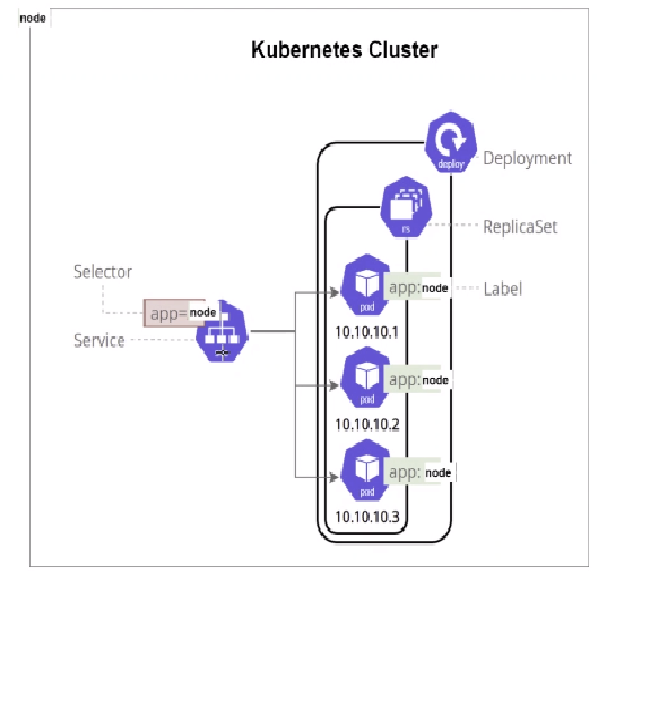 node
Kubernetes Cluster
deploy
Deployment
rs
ReplicaSet
Selector
app=node
Service
pod
app:node
Label
10.10.10.1
pod
app:node
10.10.10.2
pod
app:node
10.10.10.3